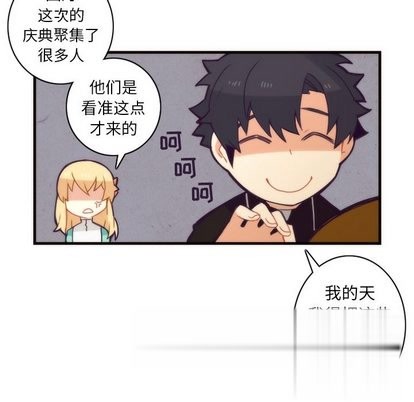 这次的
庆典聚集了
很多人
他们是
看准这点
才来的
呵
呵
呵
我的天